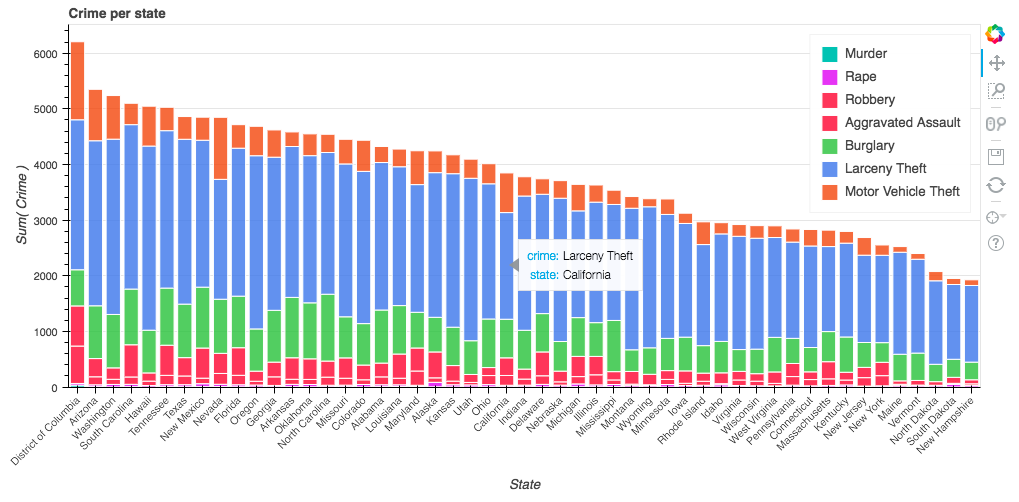 Crime per state
Sum( Crime )
6000
5000
4000
3000
2000
1000
0
Murder
Rape
Robbery
Aggravated Assault
Burglary
Larceny Theft
Motor Vehicle Theft
crime: Larceny Theft
state: California
District of Columbia
Arizona
Washington
South Carolina
Hawaii
Tennessee
Texas
New Mexico
Nevada
Florida
Oregon
Georgia
Arkansas
Oklahoma
North Carolina
Missouri
Colorado
Alabama
Louisiana
Maryland
Alaska
Kansas
Utah
Ohio
California
Indiana
Delaware
Nebraska
Michigan
Illinois
Mississippi
Montana
Wyoming
Minnesota
Iowa
Rhode Island
Idaho
Virginia
Wisconsin
West Virginia
Pennsylvania
Connecticut
Massachusetts
Kentucky
New Jersey
New York
Maine
Vermont
North Dakota
South Dakota
New Hampshire
State